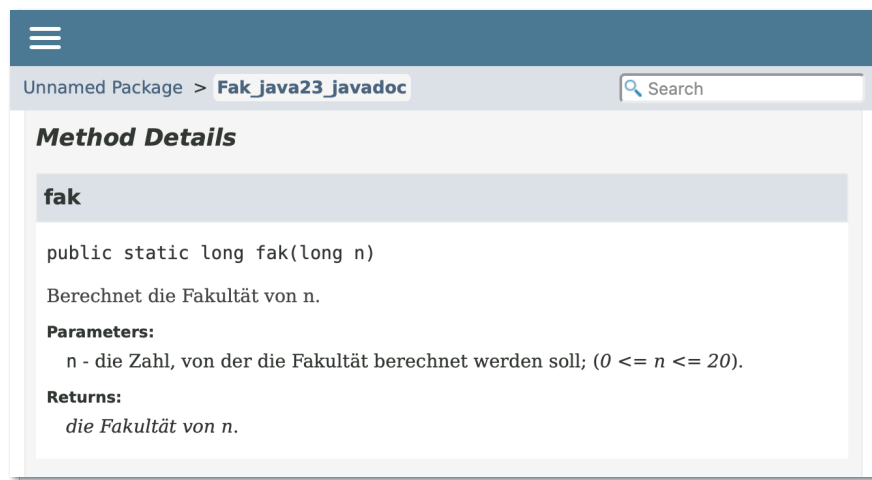 Unnamed Package > Fak_java23_javadoc
Search
Method Details
fak
public static long fak(long n)
Berechnet die Fakultät von n.
Parameters:
n - die Zahl, von der die Fakultät berechnet werden soll; (0 <= n <= 20).
Returns:
die Fakultät von n.